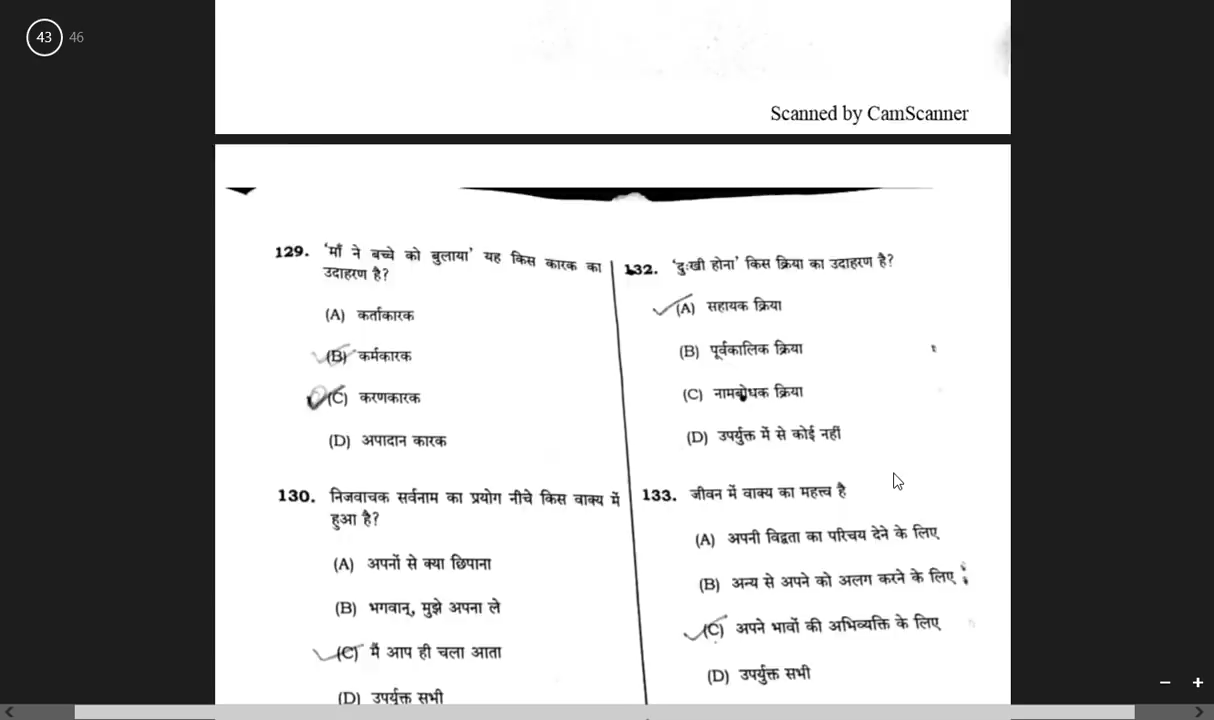 43 46
Scanned by CamScanner
129. 'माँ ने बच्चे को बुलाया' यह किस कारक का
उदाहरण है?
(A) कर्ताकारक
(B) कर्मकारक
(C) करणकारक
(D) अपादान कारक
130. निजवाचक सर्वनाम का प्रयोग नीचे किस वाक्य में
हुआ है?
(A) अपनों से क्या छिपाना
(B) भगवान्, मुझे अपना ले
(C) मैं आप ही चला आता
(D) उपर्युक्त सभी
132. 'दुःखी होना' किस क्रिया का उदाहरण है?
(A) सहायक क्रिया
(B) पूर्वकालिक क्रिया
(C) नामबोधक क्रिया
(D) उपर्युक्त में से कोई नहीं
133. जीवन में वाक्य का महत्त्व है
(A) अपनी विद्वता का परिचय देने के लिए
(B) अन्य से अपने को अलग करने के लिए
(C) अपने भावों की अभिव्यक्ति के लिए
(D) उपर्युक्त सभी